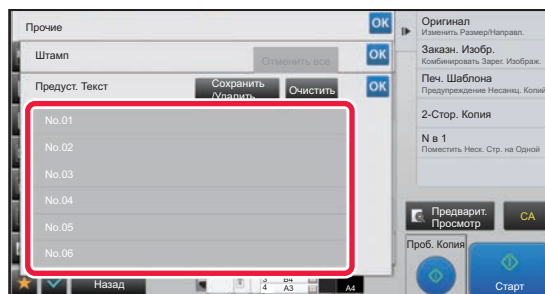 Прочие
OK
Штамп
Отменить все
OK
Предуст. Текст
Сохранить
/Удалить
Очистить
OK
No.01
No.02
No.03
No.04
No.05
No.06
Назад
3 B4
4 A3
A4
Оригинал
Изменить Размер/Направл.
Заказн. Изобр.
Комбинировать Зарег. Изображ.
Печ. Шаблона
Предупреждение Несанкц. Копий
2-Стор. Копия
N в 1
Поместить Неск. Стр. на Одной
Предварит.
Просмотр
CA
Проб. Копия
Старт